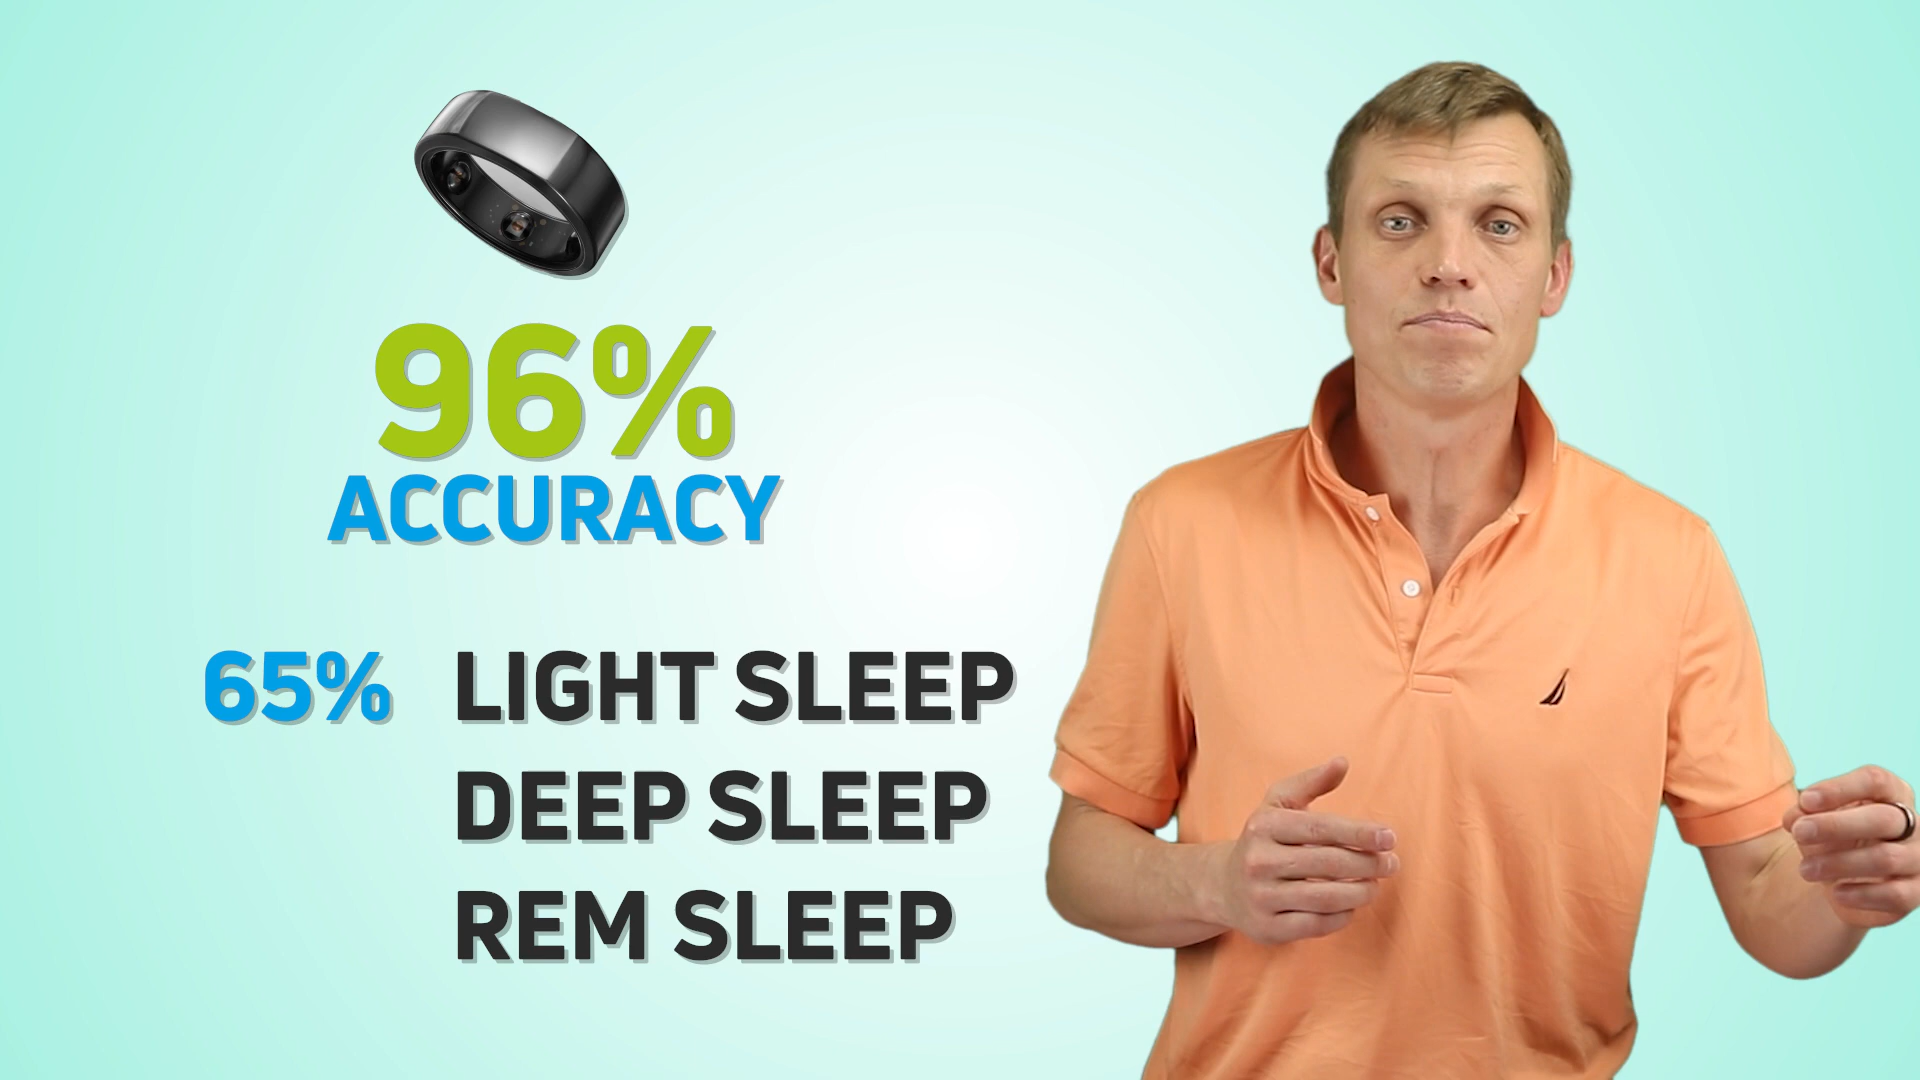 96%
ACCURACY
65% LIGHT SLEEP
DEEP SLEEP
REM SLEEP